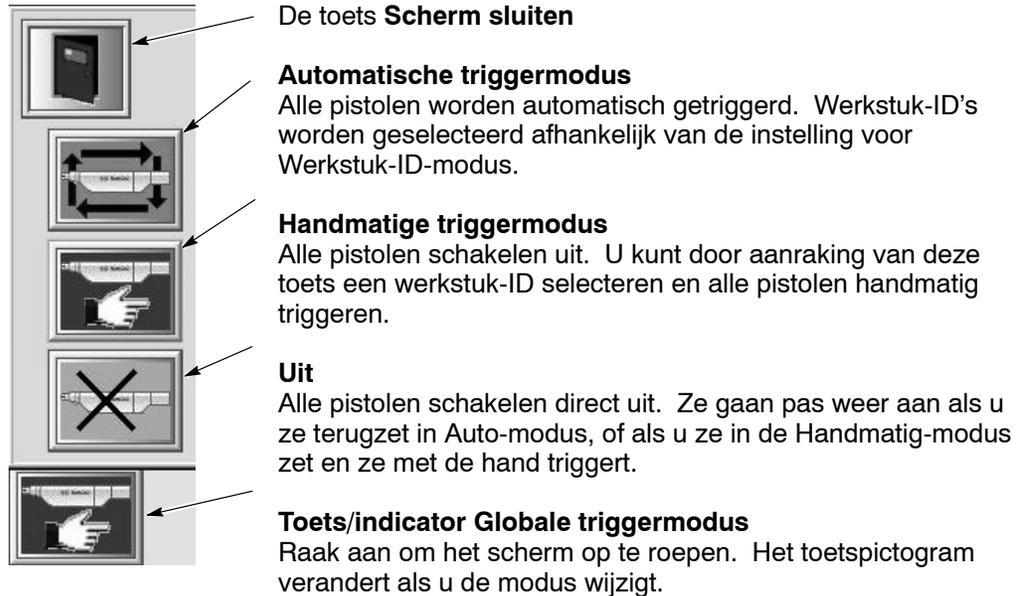 De toets Scherm sluiten
Automatische triggermodus
Alle pistolen worden automatisch getriggerd.  Werkstuk-ID's
worden geselecteerd afhankelijk van de instelling voor
Werkstuk-ID-modus.
Handmatige triggermodus
Alle pistolen schakelen uit.  U kunt door aanraking van deze
toets een werkstuk-ID selecteren en alle pistolen handmatig
triggeren.
Uit
Alle pistolen schakelen direct uit.  Ze gaan pas weer aan als u
ze terugzet in Auto-modus, of als u ze in de Handmatig-modus
zet en ze met de hand triggert.
Toets/indicator Globale triggermodus
Raak aan om het scherm op te roepen.  Het toetspictogram
verandert als u de modus wijzigt.